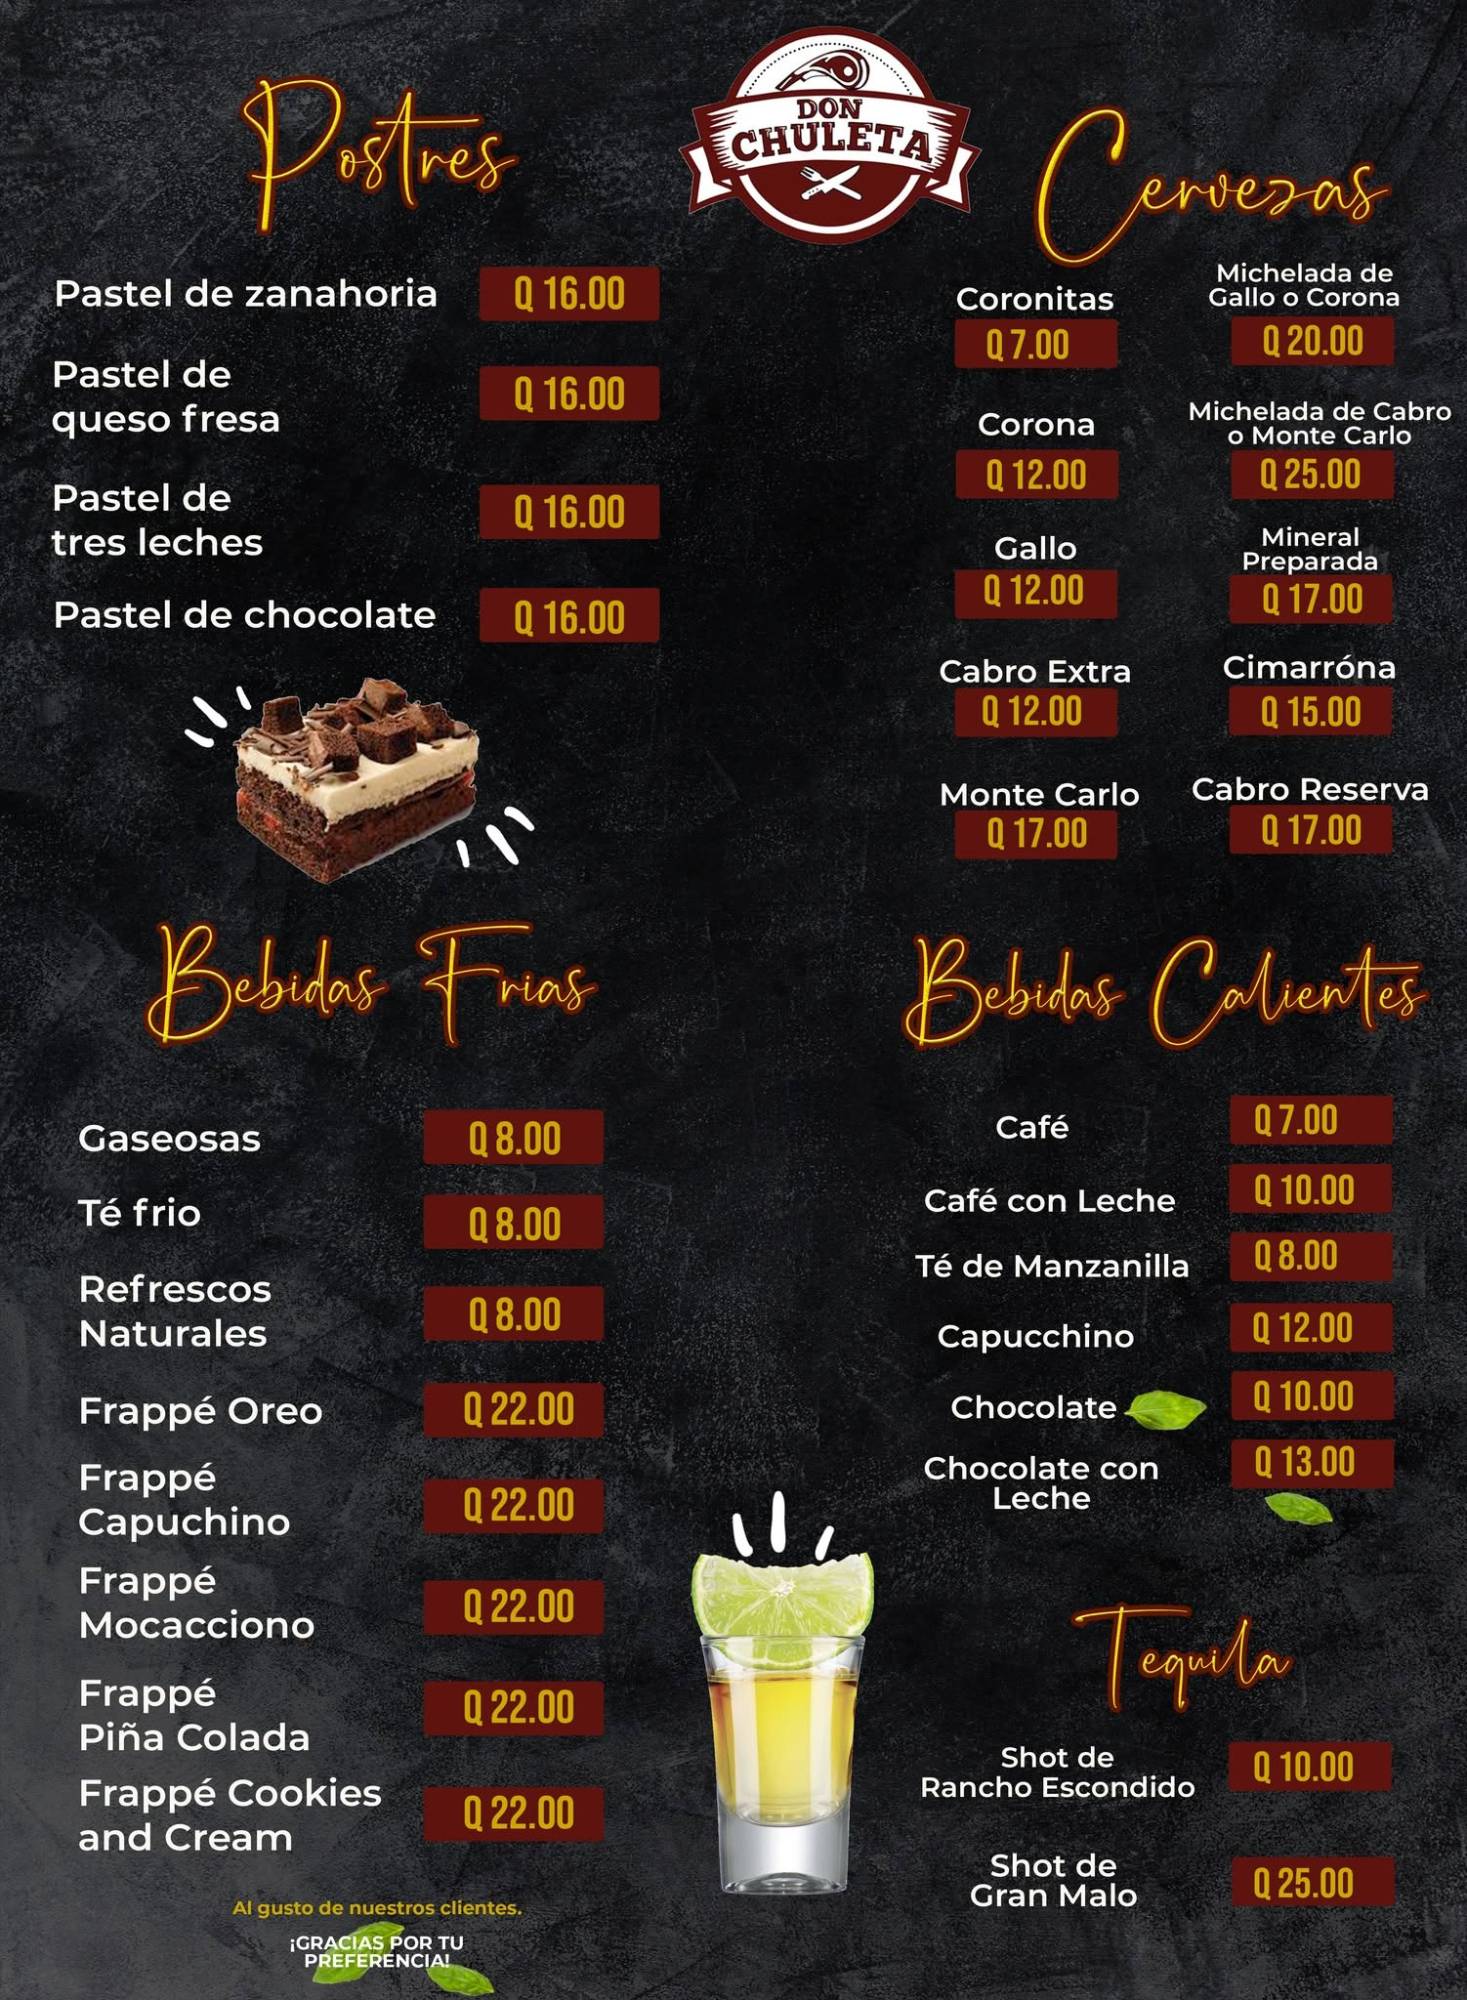 DON
CHULETA
Postres
Pastel de zanahoria
Q 16.00
Pastel de
queso fresa
Q 16.00
Pastel de
tres leches
Q 16.00
Pastel de chocolate
Q 16.00
Cervezas
Coronitas
Q 7.00
Michelada de
Gallo o Corona
Q 20.00
Corona
Q 12.00
Michelada de Cabro
o Monte Carlo
Q 25.00
Gallo
Q 12.00
Mineral
Preparada
Q 17.00
Cabro Extra
Q 12.00
Cimarróna
Q 15.00
Monte Carlo
Q 17.00
Cabro Reserva
Q 17.00
Bebidas Frias
Gaseosas
Q 8.00
Té frio
Q 8.00
Refrescos
Naturales
Q 8.00
Frappé Oreo
Q 22.00
Frappé
Capuchino
Q 22.00
Frappé
Mocacciono
Q 22.00
Frappé
Piña Colada
Q 22.00
Frappé Cookies
and Cream
Q 22.00
Al gusto de nuestros clientes.
¡GRACIAS POR TU
PREFERENCIA!
Bebidas Calientes
Café
Q 7.00
Café con Leche
Q 10.00
Té de Manzanilla
Q 8.00
Capucchino
Q 12.00
Chocolate
Q 10.00
Chocolate con
Leche
Q 13.00
Tequila
Shot de
Rancho Escondido
Q 10.00
Shot de
Gran Malo
Q 25.00